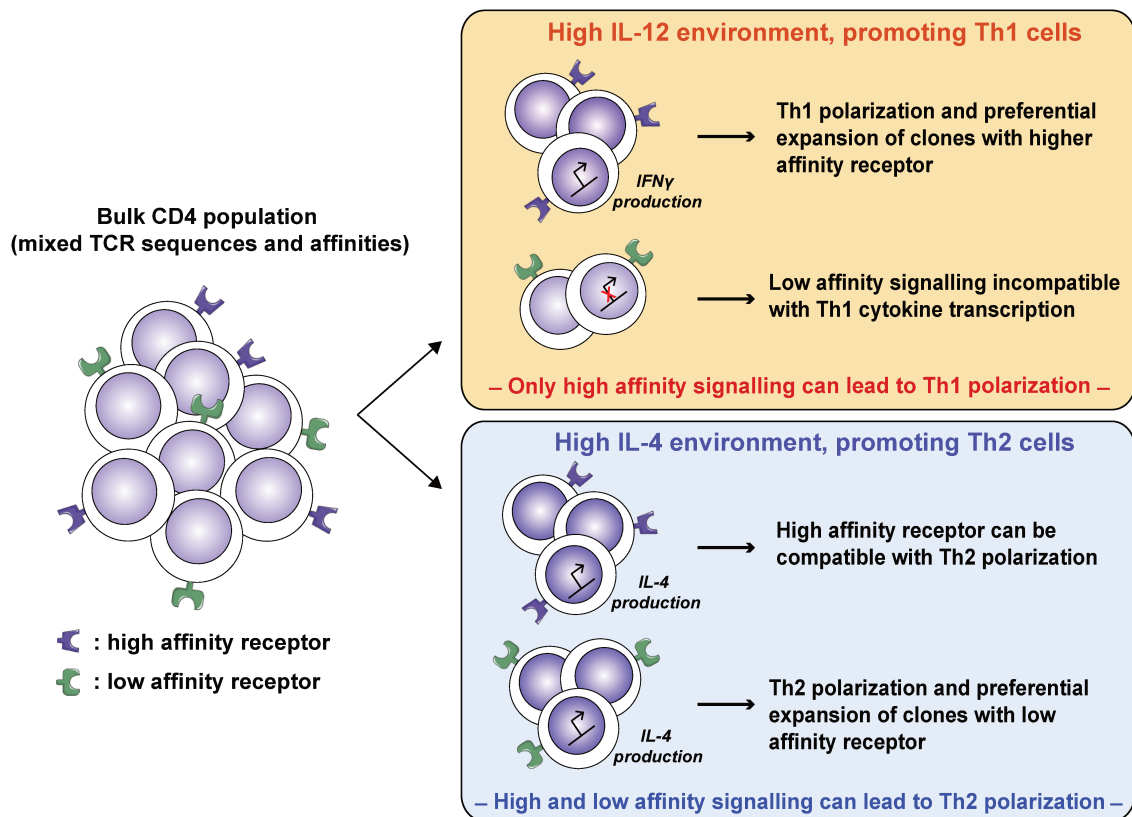 Bulk CD4 population
(mixed TCR sequences and affinities)
: high affinity receptor
: low affinity receptor
High IL-12 environment, promoting Th1 cells
IFNγ
production
Th1 polarization and preferential
expansion of clones with higher
affinity receptor
Low affinity signalling incompatible
with Th1 cytokine transcription
– Only high affinity signalling can lead to Th1 polarization –
High IL-4 environment, promoting Th2 cells
IL-4
production
High affinity receptor can be
compatible with Th2 polarization
IL-4
production
Th2 polarization and preferential
expansion of clones with low
affinity receptor
– High and low affinity signalling can lead to Th2 polarization –